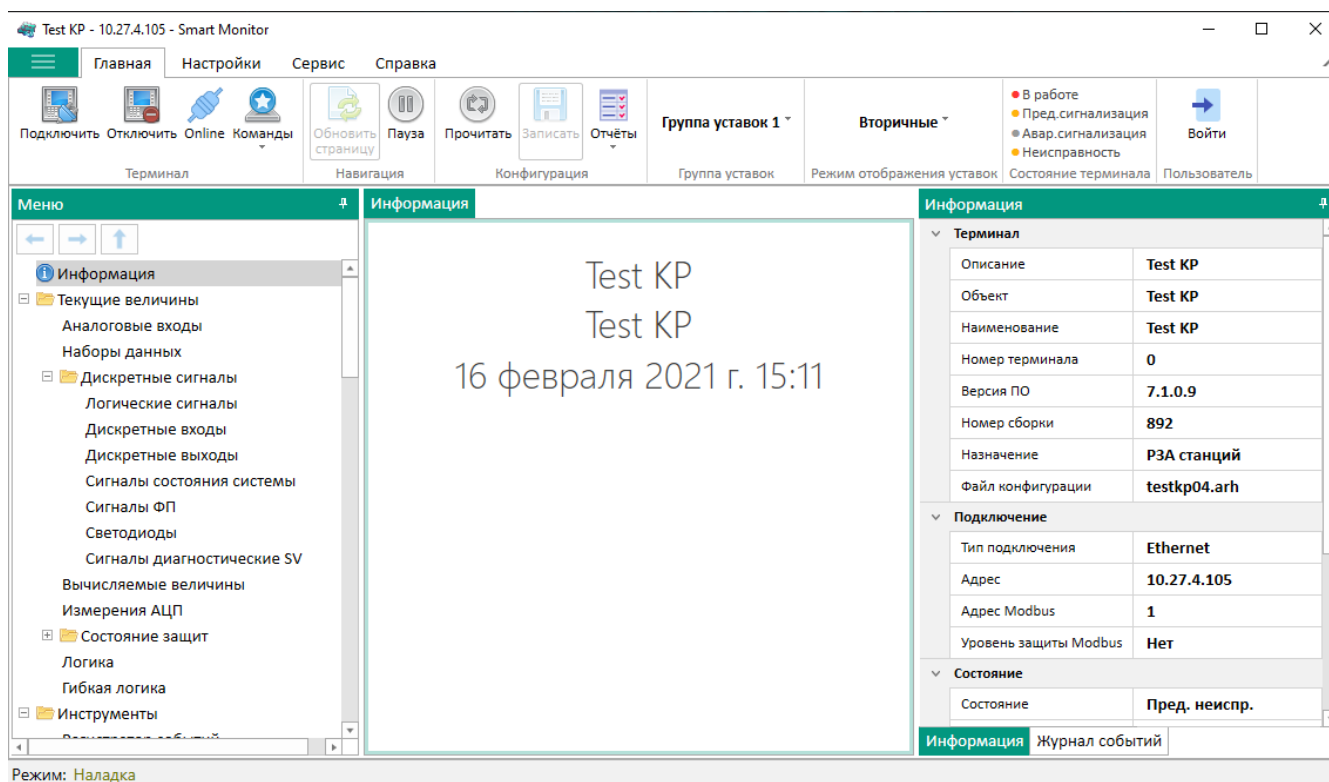 Test KP - 10.27.4.105 - Smart Monitor
Главная Настройки Сервис Справка
Подключить Отключить Online Команды
Обновить страницу Пауза
Прочитать Записать Отчёты
Группа уставок 1
Вторичные
В работе
Пред.сигнализация
Авар.сигнализация
Неисправность
Войти
Терминал Навигация Конфигурация Группа уставок Режим отображения уставок Состояние терминала Пользователь
Меню
Информация
Текущие величины
Аналоговые входы
Наборы данных
Дискретные сигналы
Логические сигналы
Дискретные входы
Дискретные выходы
Сигналы состояния системы
Сигналы ФП
Светодиоды
Сигналы диагностические SV
Вычисляемые величины
Измерения АЦП
Состояние защит
Логика
Гибкая логика
Инструменты
Информация
Test KP
Test KP
16 февраля 2021 г. 15:11
Информация
Терминал
Описание Test KP
Объект Test KP
Наименование Test KP
Номер терминала 0
Версия ПО 7.1.0.9
Номер сборки 892
Назначение РЗА станций
Файл конфигурации testkp04.arh
Подключение
Тип подключения Ethernet
Адрес 10.27.4.105
Адрес Modbus 1
Уровень защиты Modbus Нет
Состояние
Состояние Пред. неиспр.
Информация Журнал событий
Режим: Наладка